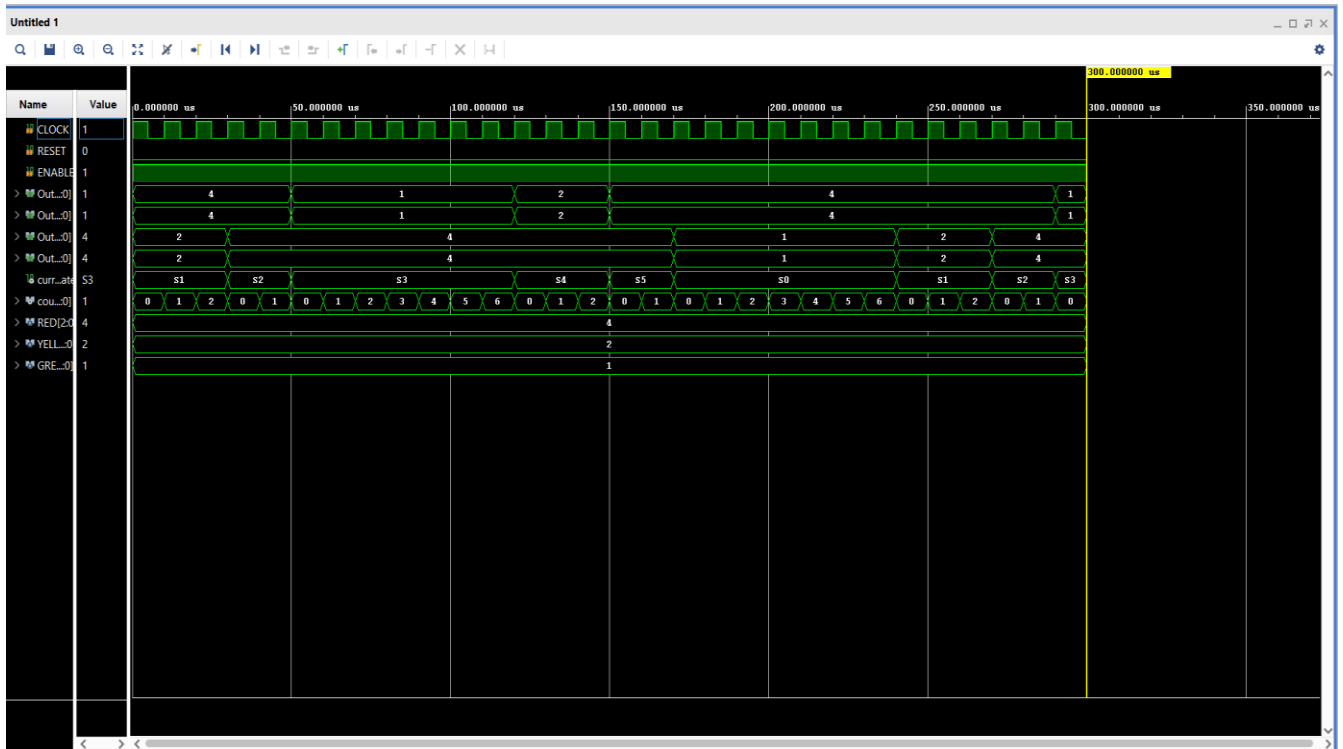 Untitled 1
300.000000 us
Name Value 0.000000 us 50.000000 us 100.000000 us 150.000000 us 200.000000 us 250.000000 us 300.000000 us 350.000000 us
CLOCK 1
RESET 0
ENABLE 1
Out...:0] 1 4 1 2 4 1
Out...:0] 1 4 1 2 4 1
Out...:0] 4 2 4 1 2 4
Out...:0] 4 2 4 1 2 4
curr...ate S3 S1 S2 S3 S4 S5 S0 S1 S2 S3
cou...:0] 1 0 1 2 0 1 0 1 2 3 4 5 6 0 1 2 0 1 0 1 2 3 4 5 6 0 1 2 0 1 0
RED[2:0 4 4
YELL...:0 2 2
GRE...:0] 1 1